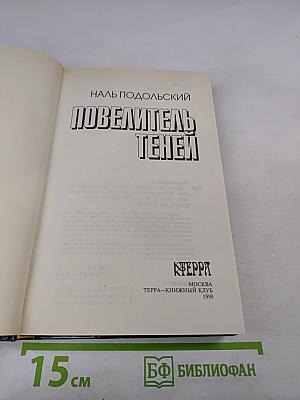 НАЛЬ ПОДОЛЬСКИЙ
ПОВЕЛИТЕЛЬ
ТЕНЕЙ
ТЕРРА
МОСКВА
ТЕРРА—КНИЖНЫЙ КЛУБ
1998
15 см
БФ БИБЛИОФАН